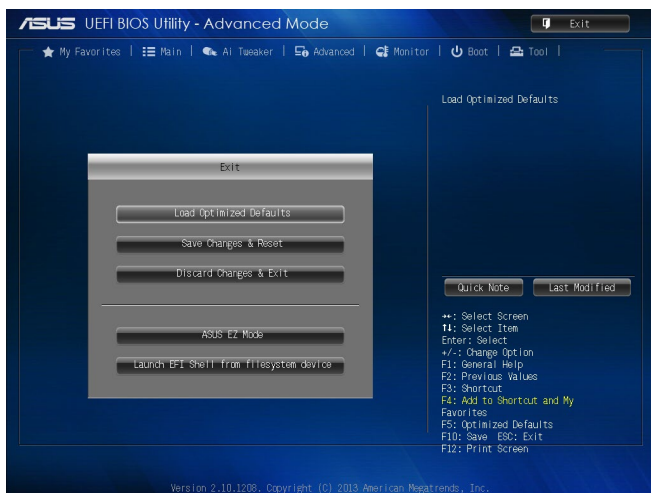 ASUS UEFI BIOS Utility - Advanced Mode
Exit
My Favorites | Main | Ai Tweaker | Advanced | Monitor | Boot | Tool |
Load Optimized Defaults
Exit
Load Optimized Defaults
Save Changes & Reset
Discard Changes & Exit
ASUS EZ Mode
Launch EFI Shell from filesystem device
Quick Note
Last Modified
→←: Select Screen
↑↓: Select Item
Enter: Select
+/-: Change Option
F1: General Help
F2: Previous Values
F3: Shortcut
F4: Add to Shortcut and My
Favorites
F5: Optimized Defaults
F10: Save ESC: Exit
F12: Print Screen
Version 2.10.1208. Copyright (C) 2013 American Megatrends, Inc.